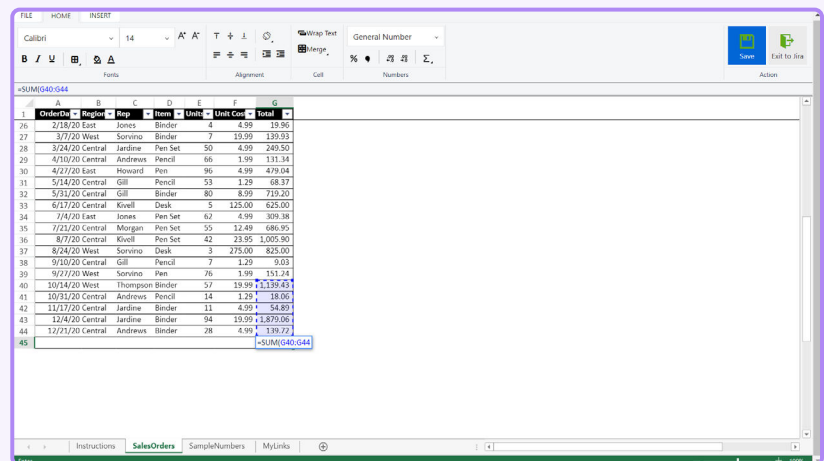 FILE HOME INSERT
Calibri 14 A A Wrap Text General Number
B I U A Merge % Σ Save Exit to Jira
Fonts Alignment Cell Numbers Action
=SUM(G40:G44
A B C D E F G
1 OrderDa Region Rep Item Units Unit Cos Total
26 2/18/20 East Jones Binder 4 4.99 19.96
27 3/7/20 West Sorvino Binder 7 19.99 139.93
28 3/24/20 Central Jardine Pen Set 50 4.99 249.50
29 4/10/20 Central Andrews Pencil 66 1.99 131.34
30 4/27/20 East Howard Pen 96 4.99 479.04
31 5/14/20 Central Gill Pencil 53 1.29 68.37
32 5/31/20 Central Gill Binder 80 8.99 719.20
33 6/17/20 Central Kivell Desk 5 125.00 625.00
34 7/4/20 East Jones Pen Set 62 4.99 309.38
35 7/21/20 Central Morgan Pen Set 55 12.49 686.95
36 8/7/20 Central Kivell Pen Set 42 23.95 1,005.90
37 8/24/20 West Sorvino Desk 3 275.00 825.00
38 9/10/20 Central Gill Pencil 7 1.29 9.03
39 9/27/20 West Sorvino Pen 76 1.99 151.24
40 10/14/20 West Thompson Binder 57 19.99 1,139.43
41 10/31/20 Central Andrews Pencil 14 1.29 18.06
42 11/17/20 Central Jardine Binder 11 4.99 54.89
43 12/4/20 Central Jardine Binder 94 19.99 1,879.06
44 12/21/20 Central Andrews Binder 28 4.99 139.72
45 =SUM(G40:G44
Instructions SalesOrders SampleNumbers MyLinks